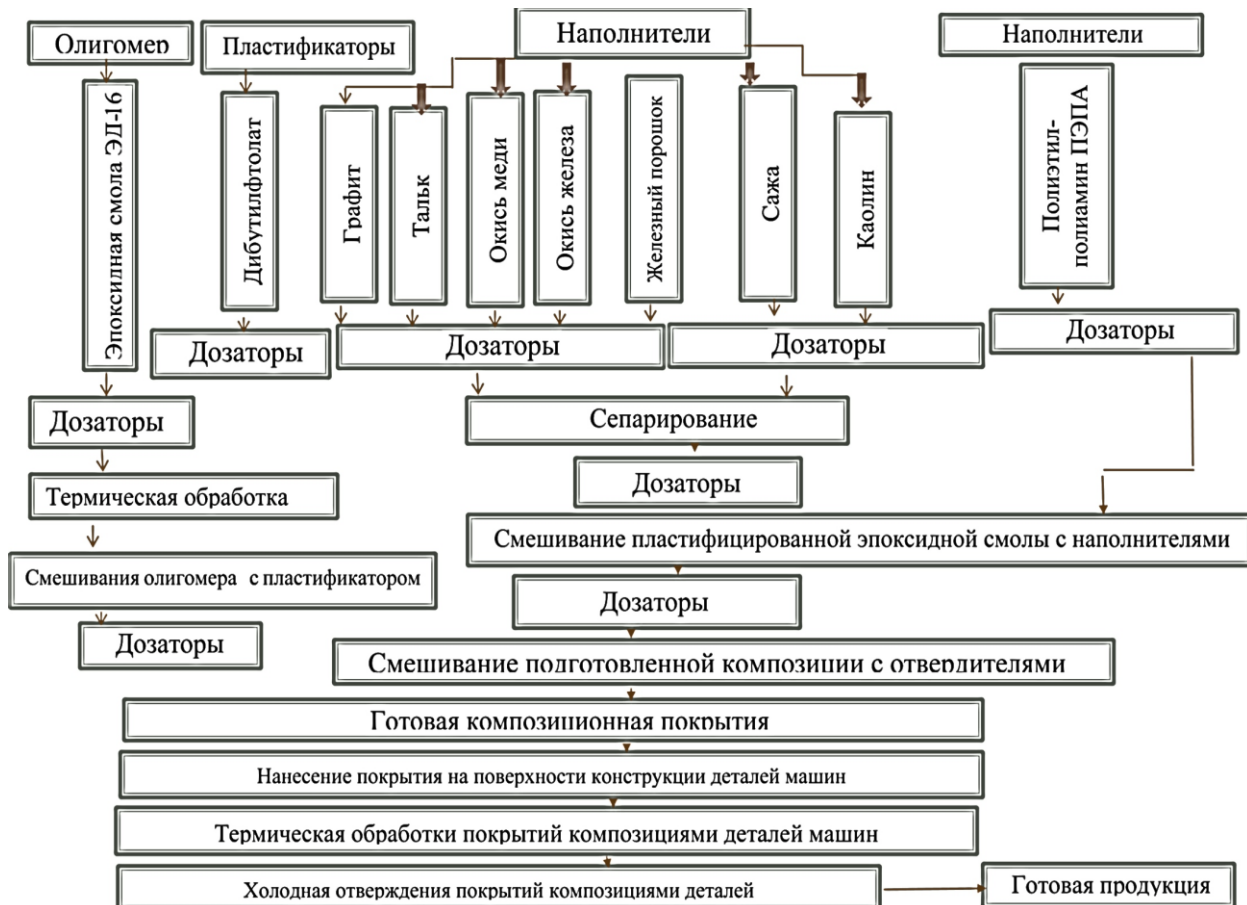 Олигомер
Пластификаторы
Наполнители
Наполнители
Эпоксидная смола ЭД-16
Дибутилфтолат
Графит
Тальк
Окись меди
Окись железа
Железный порошок
Сажа
Каолин
Полиэтил-
полиамин ПЭПА
Дозаторы
Дозаторы
Дозаторы
Дозаторы
Дозаторы
Сепарирование
Дозаторы
Термическая обработка
Смешивание пластифицированной эпоксидной смолы с наполнителями
Смешивания олигомера с пластификатором
Дозаторы
Дозаторы
Смешивание подготовленной композиции с отвердителями
Готовая композиционная покрытия
Нанесение покрытия на поверхности конструкции деталей машин
Термическая обработки покрытий композициями деталей машин
Холодная отверждения покрытий композициями деталей
Готовая продукция